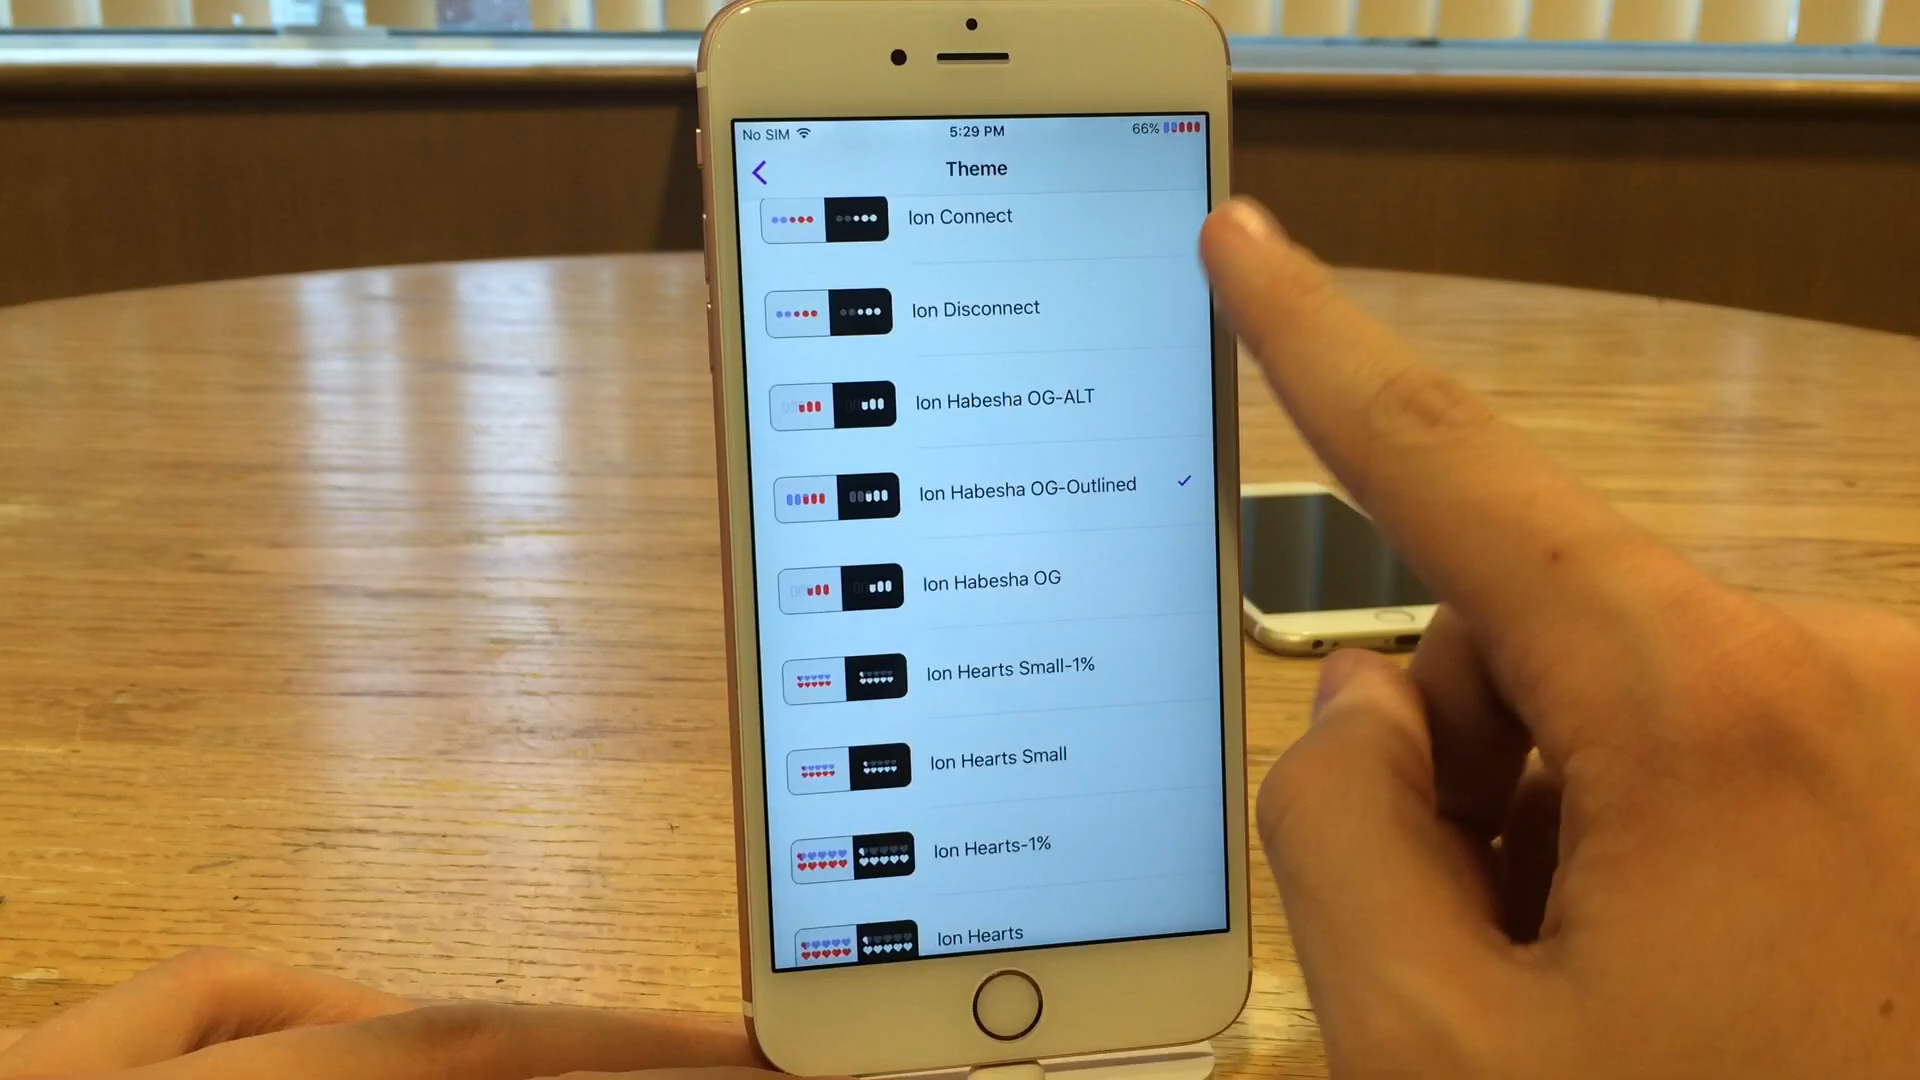 No SIM 5:29 PM 66%
Theme
Ion Connect
Ion Disconnect
Ion Habesha OG-ALT
Ion Habesha OG-Outlined
Ion Habesha OG
Ion Hearts Small-1%
Ion Hearts Small
Ion Hearts-1%
Ion Hearts